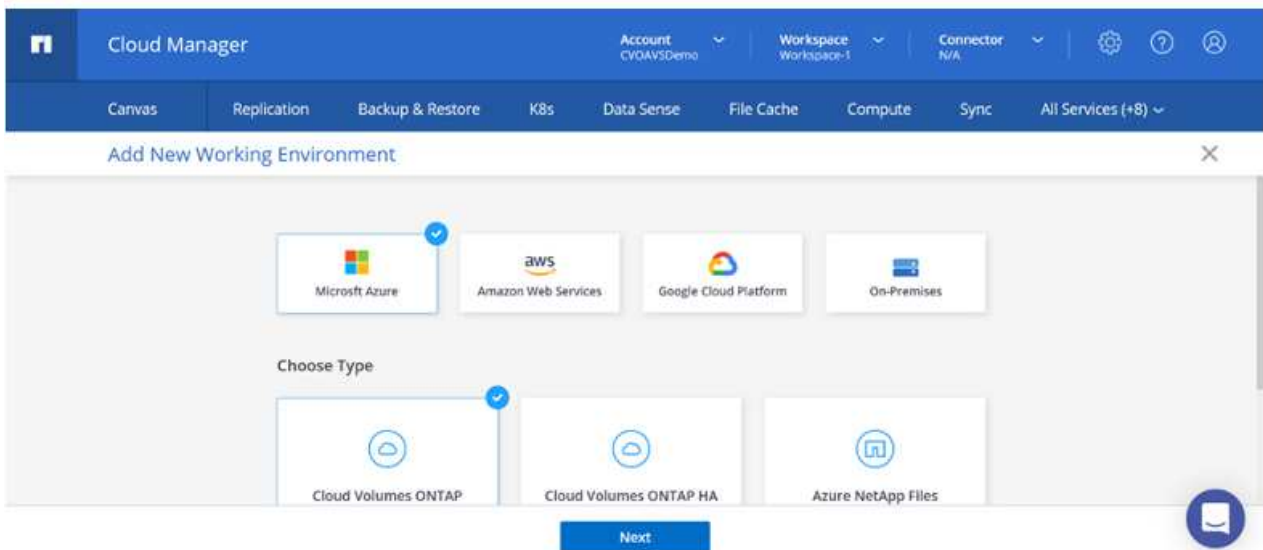 Cloud Manager
Account
CVOAVSDemo
Workspace
Workspace-1
Connector
N/A
Canvas Replication Backup & Restore K8s Data Sense File Cache Compute Sync All Services (+8)
Add New Working Environment
Microsft Azure
aws
Amazon Web Services
Google Cloud Platform
On-Premises
Choose Type
Cloud Volumes ONTAP
Cloud Volumes ONTAP HA
Azure NetApp Files
Next